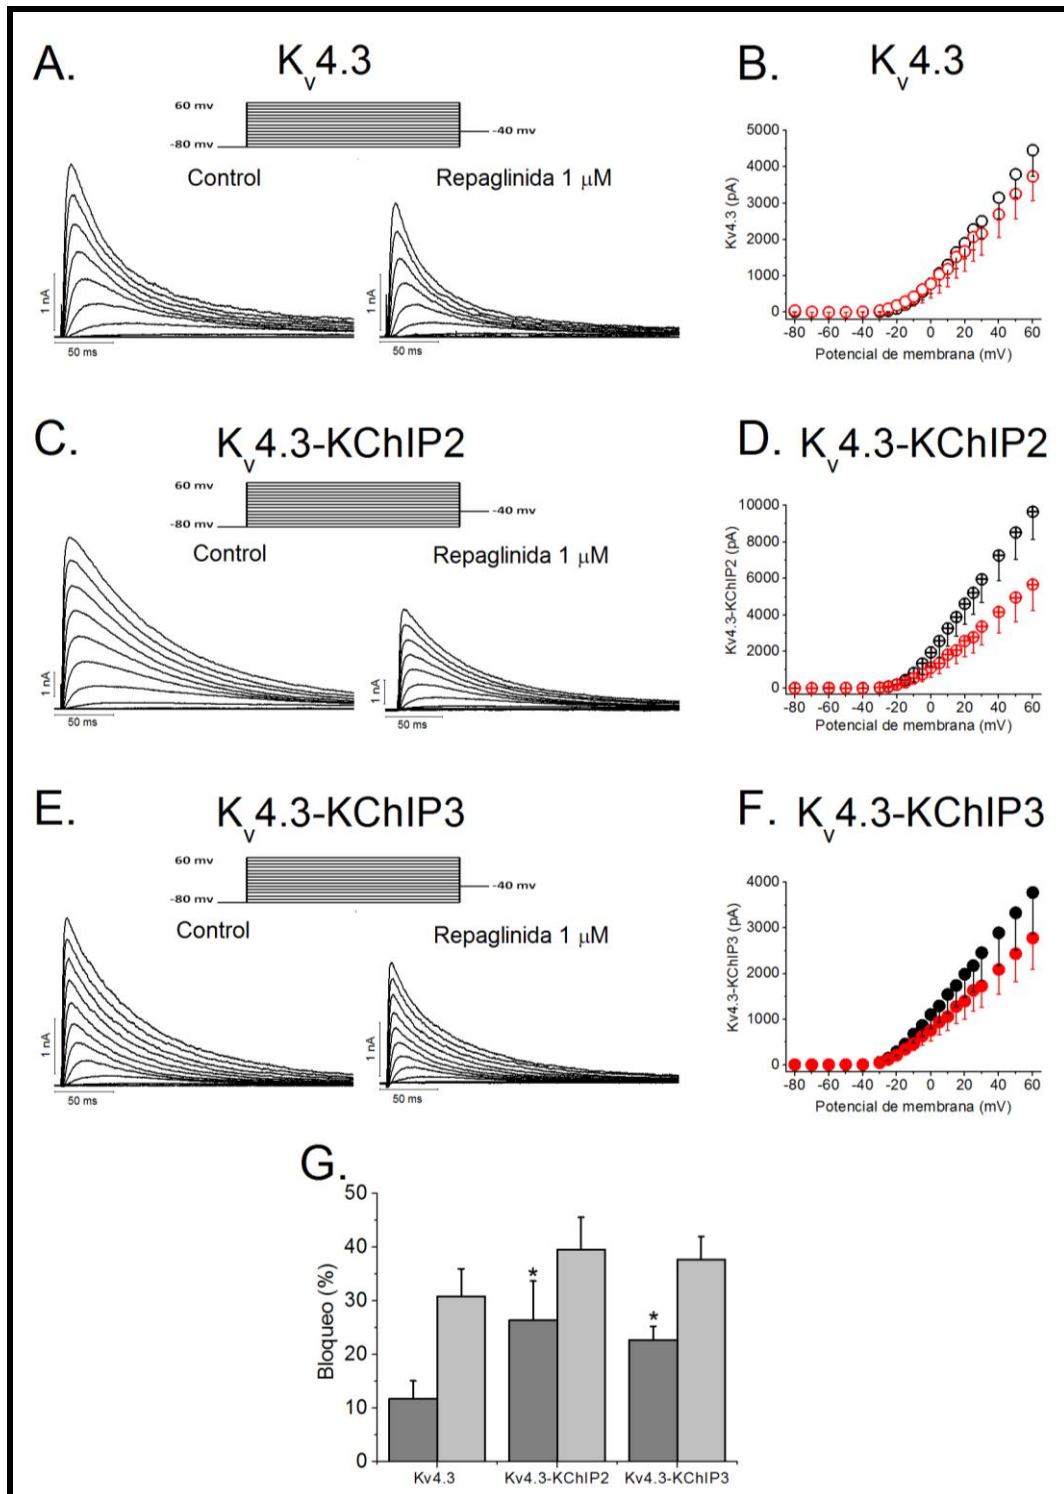 A.
Kv4.3
60 mv
-80 mv
-40 mv
Control
Repaglinida 1 μM
1 nA
50 ms
1 nA
50 ms
B.
Kv4.3
5000
4000
3000
2000
1000
0
Kv4.3 (pA)
-80 -60 -40 -20 0 20 40 60
Potencial de membrana (mV)
C.
Kv4.3-KChIP2
60 mv
-80 mv
-40 mv
Control
Repaglinida 1 μM
1 nA
50 ms
1 nA
50 ms
D.
Kv4.3-KChIP2
10000
8000
6000
4000
2000
0
Kv4.3-KChIP2 (pA)
-80 -60 -40 -20 0 20 40 60
Potencial de membrana (mV)
E.
Kv4.3-KChIP3
60 mv
-80 mv
-40 mv
Control
Repaglinida 1 μM
1 nA
50 ms
1 nA
50 ms
F.
Kv4.3-KChIP3
4000
3000
2000
1000
0
Kv4.3-KChIP3 (pA)
-80 -60 -40 -20 0 20 40 60
Potencial de membrana (mV)
G.
50
40
30
20
10
0
Bloqueo (%)
*
*
Kv4.3
Kv4.3-KChIP2
Kv4.3-KChIP3